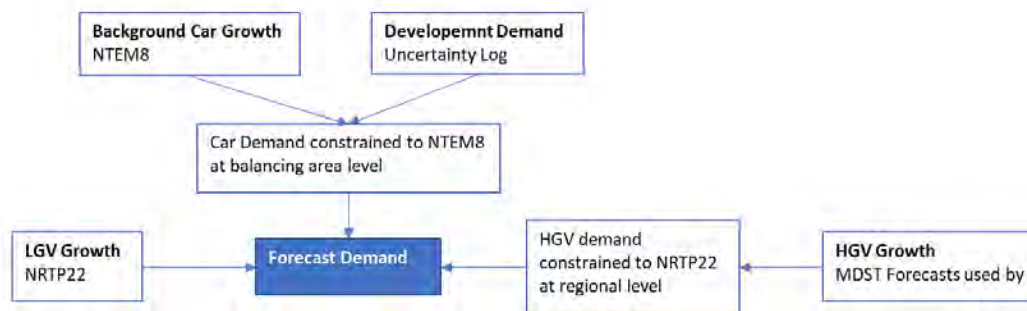 Background Car Growth
NTEM8
Developemnt Demand
Uncertainty Log
Car Demand constrained to NTEM8
at balancing area level
LGV Growth
NRTP22
Forecast Demand
HGV demand
constrained to NRTP22
at regional level
HGV Growth
MDST Forecasts used by